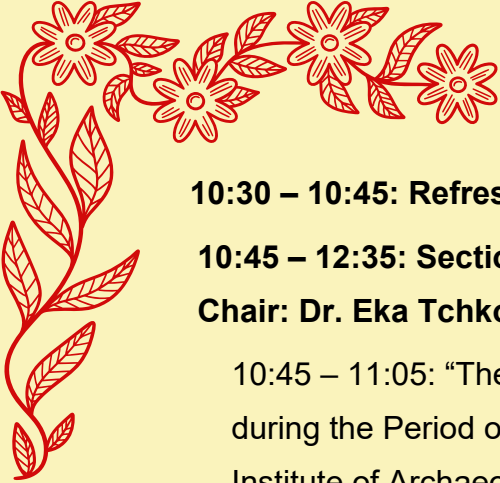 10:30 – 10:45: Refres
10:45 – 12:35: Sectio
Chair: Dr. Eka Tchko
10:45 – 11:05: “The
during the Period o
Institute of Archaeo